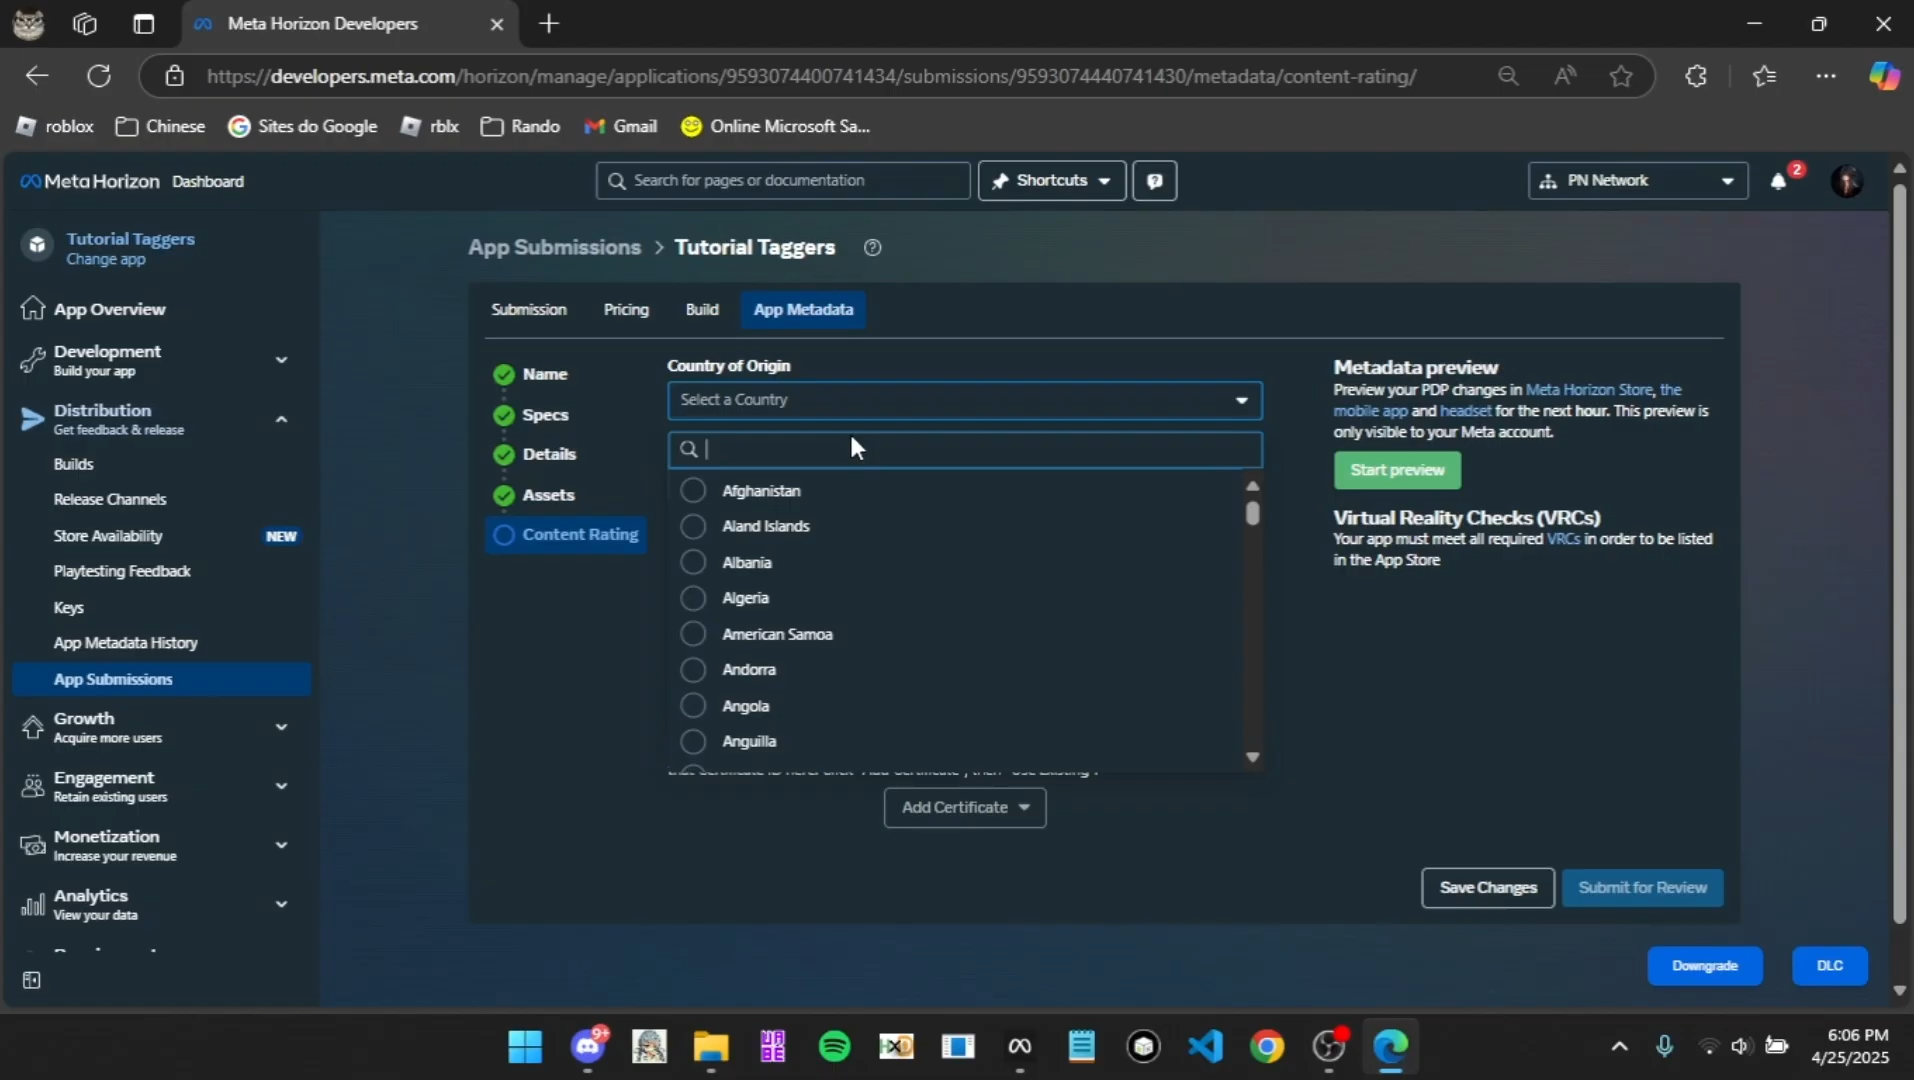 Meta Horizon Developers
https://developers.meta.com/horizon/manage/applications/9593074400741434/submissions/9593074440741430/metadata/content-rating/
roblox
Chinese
Sites do Google
rblx
Rando
Gmail
Online Microsoft Sa...
Meta Horizon Dashboard
Search for pages or documentation
Shortcuts
PN Network
2
Tutorial Taggers
Change app
App Overview
Development
Build your app
Distribution
Get feedback & release
Builds
Release Channels
Store Availability NEW
Playtesting Feedback
Keys
App Metadata History
App Submissions
Growth
Acquire more users
Engagement
Retain existing users
Monetization
Increase your revenue
Analytics
View your data
App Submissions > Tutorial Taggers
Submission
Pricing
Build
App Metadata
Name
Specs
Details
Assets
Content Rating
Country of Origin
Select a Country
Afghanistan
Aland Islands
Albania
Algeria
American Samoa
Andorra
Angola
Anguilla
Add Certificate
Metadata preview
Preview your PDP changes in Meta Horizon Store, the
mobile app and headset for the next hour. This preview is
only visible to your Meta account.
Start preview
Virtual Reality Checks (VRCs)
Your app must meet all required VRCs in order to be listed
in the App Store
Save Changes
Submit for Review
Downgrade
DLC
9+
6:06 PM
4/25/2025